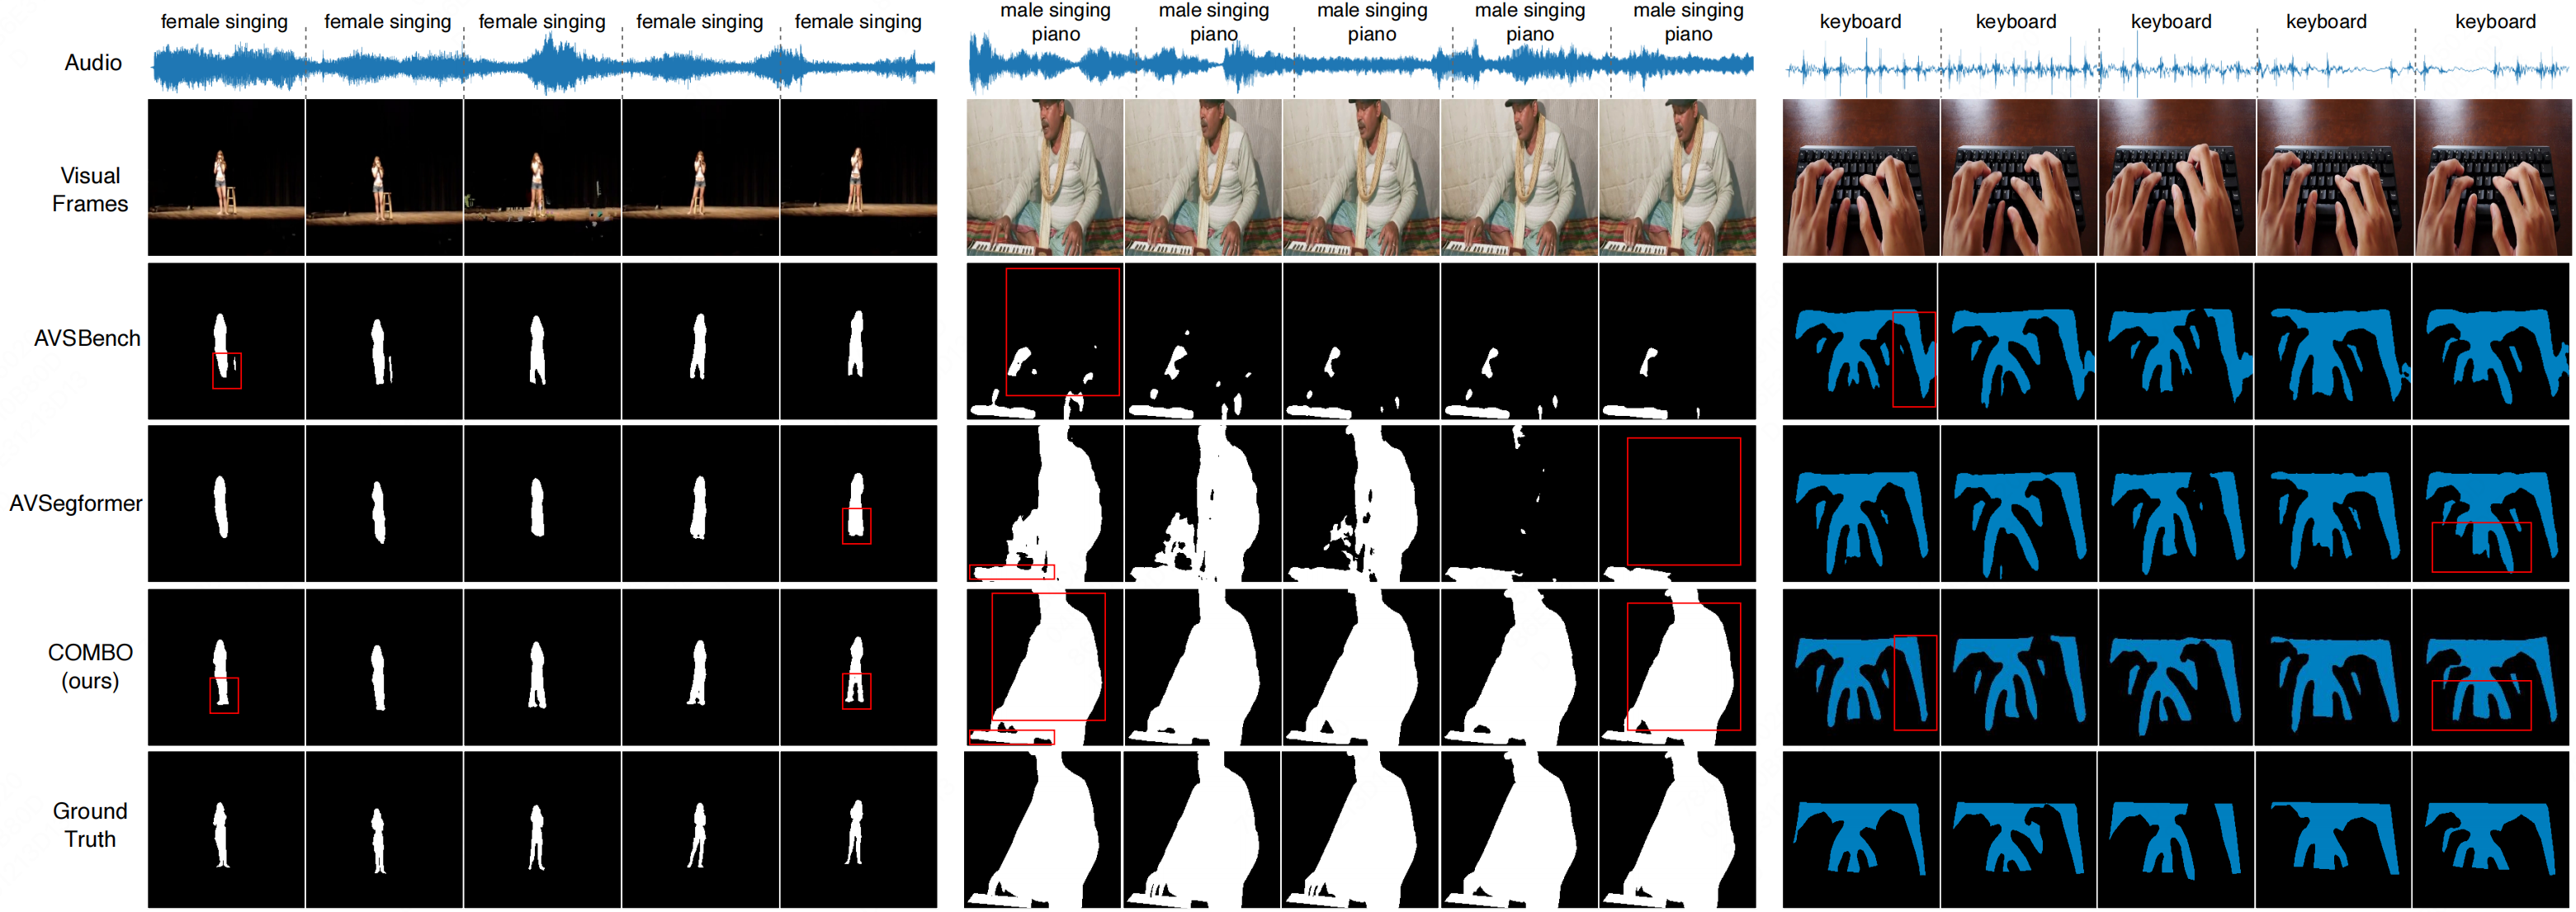 female singing female singing female singing female singing female singing
male singing male singing male singing male singing male singing
piano piano piano piano piano
keyboard keyboard keyboard keyboard keyboard
Audio
Visual
Frames
AVSBench
AVSegformer
COMBO
(ours)
Ground
Truth